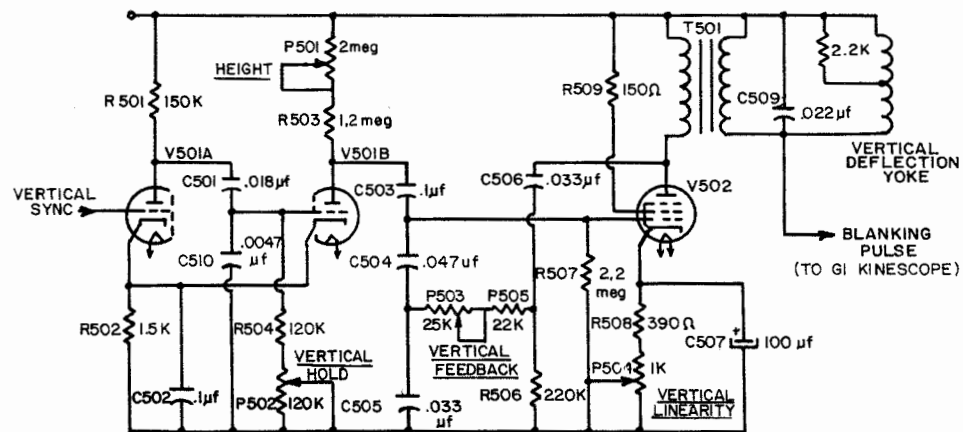 P501
2meg
HEIGHT
R501
150K
R503
1,2meg
V501A
V501B
C501
.018µf
VERTICAL
SYNC
C510
.0047
µf
C503
.1µf
C504
.047uf
R502
1.5K
R504
120K
C502
.1µf
VERTICAL
HOLD
P502
120K
P503
25K
P505
22K
VERTICAL
FEEDBACK
C505
.033
µf
C506
.033µf
R506
220K
R507
2,2
meg
R509
150Ω
T501
V502
R508
390Ω
P504
1K
VERTICAL
LINEARITY
+
C507
100 µf
C509
.022µf
2.2K
VERTICAL
DEFLECTION
YOKE
BLANKING
PULSE
(TO GI KINESCOPE)